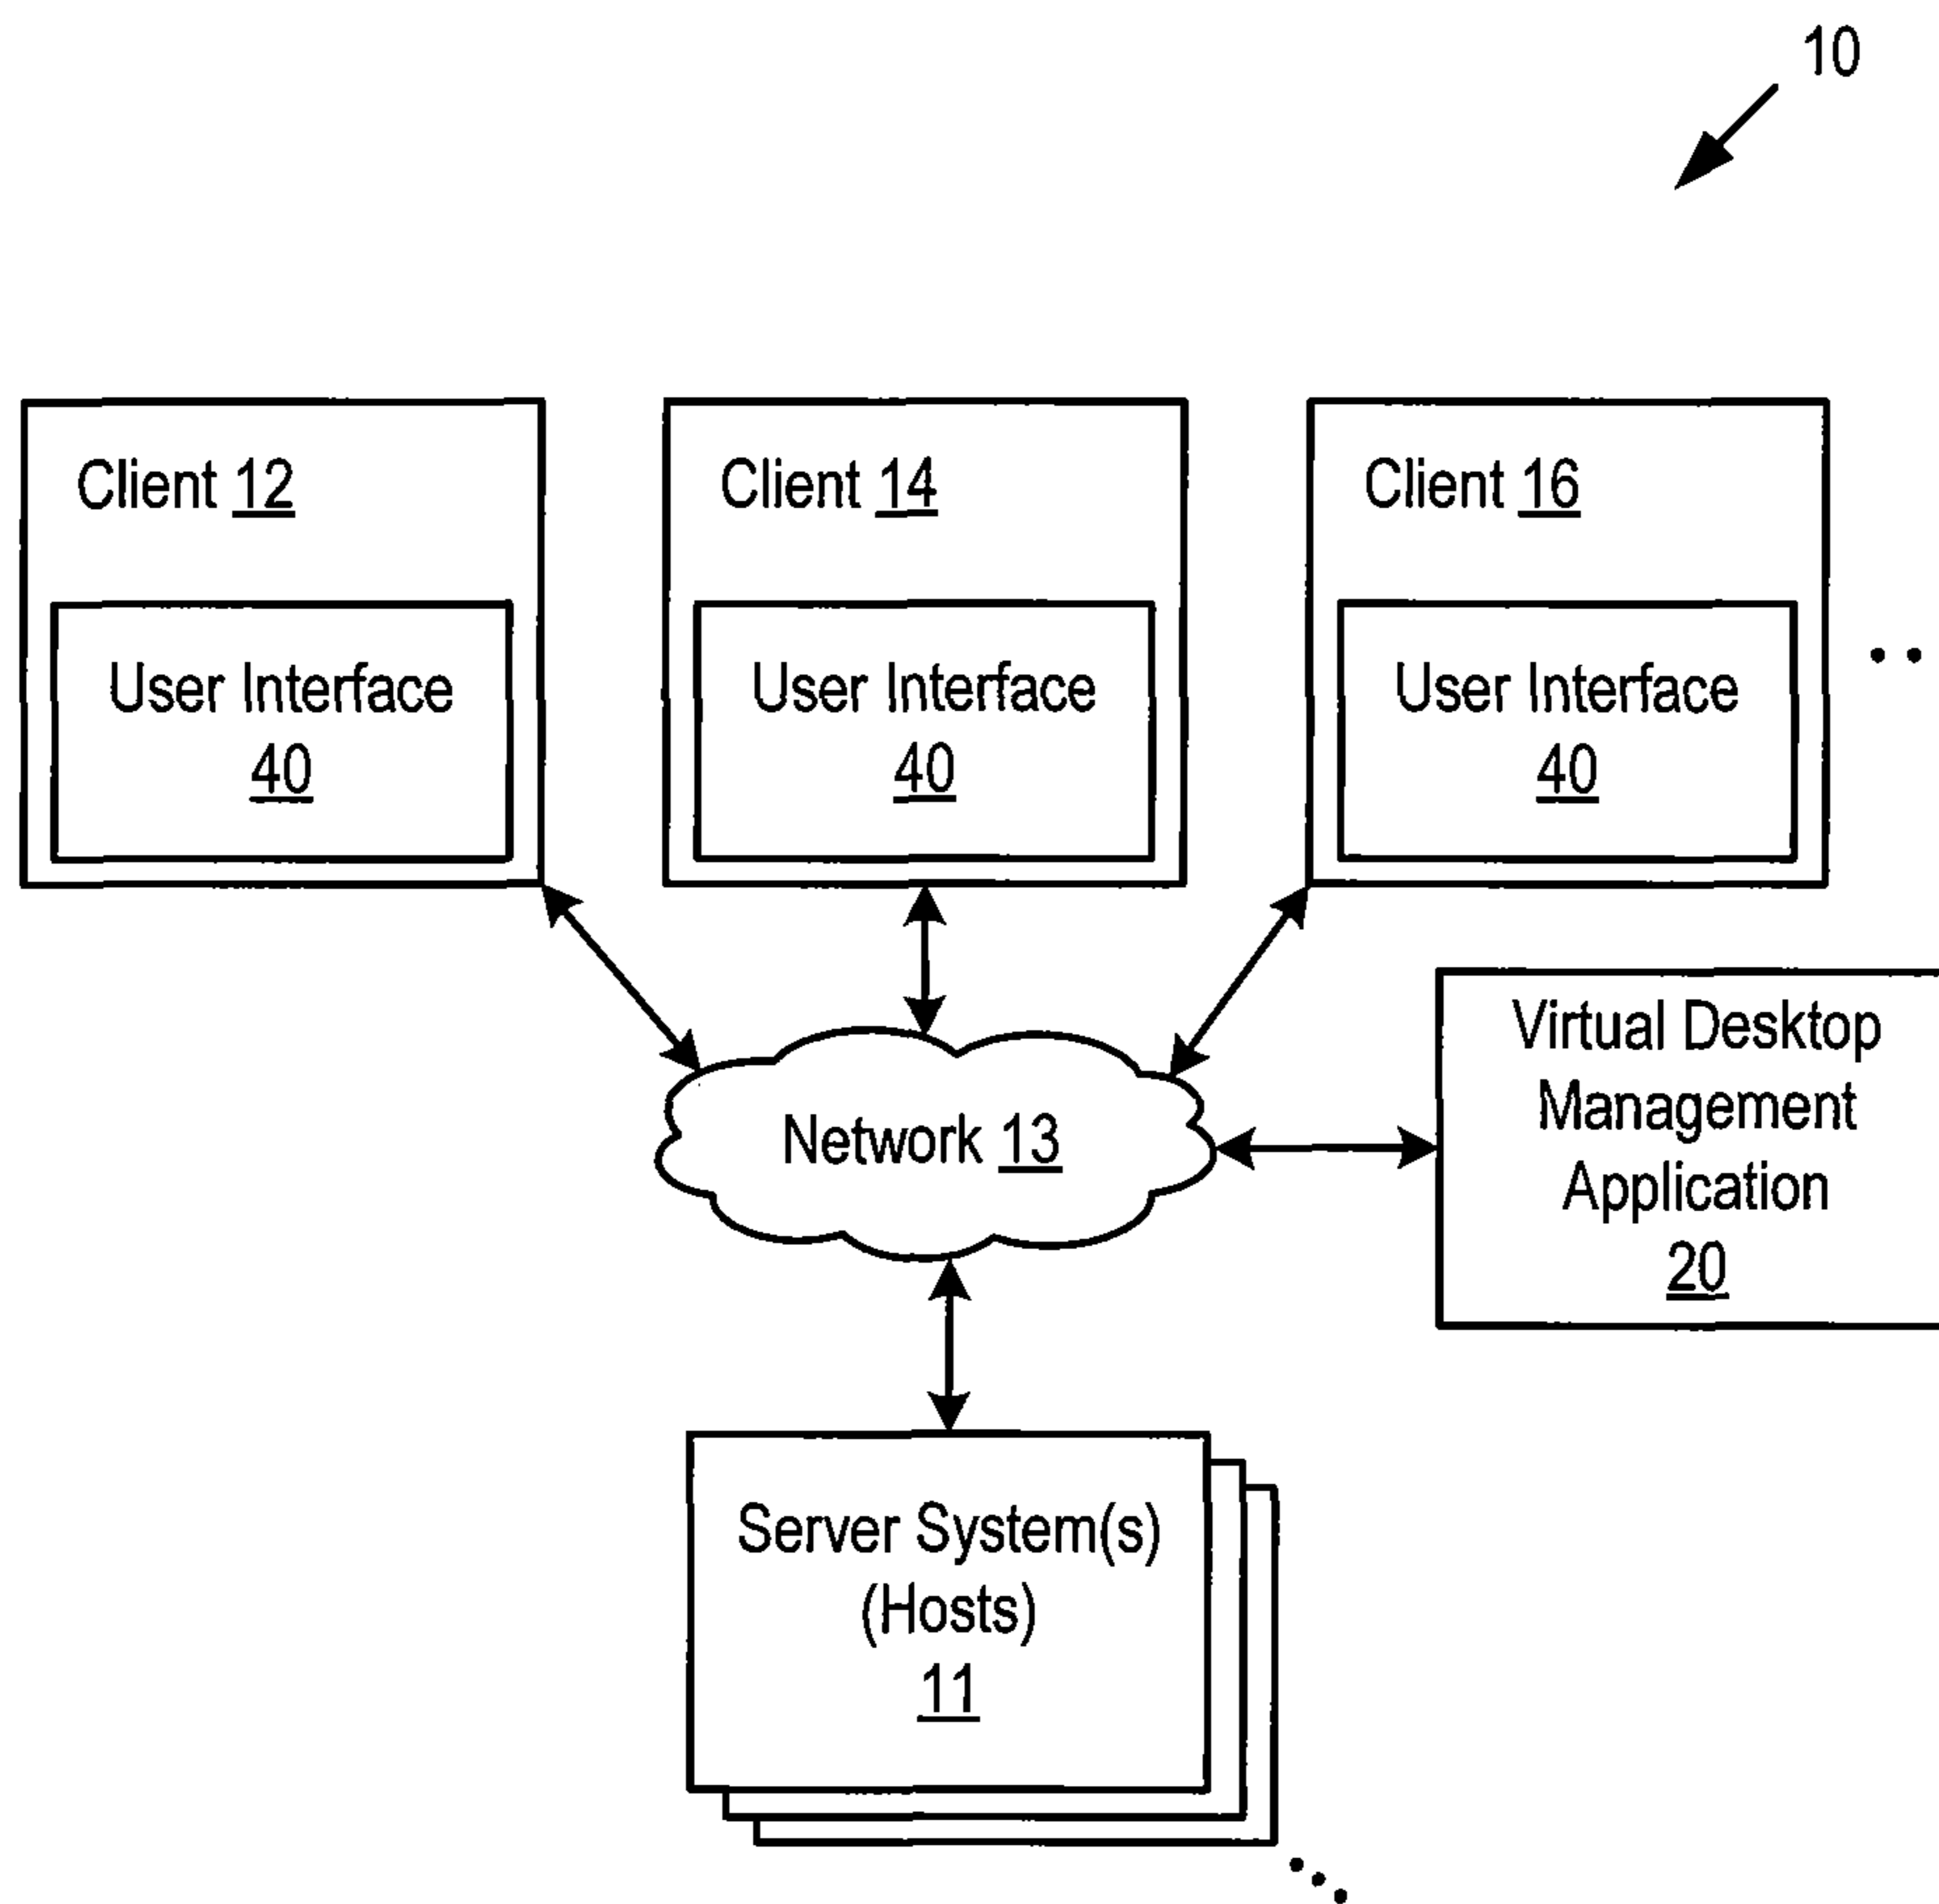 10
Client 12
User Interface
40
Client 14
User Interface
40
Client 16
User Interface
40
Network 13
Virtual Desktop
Management
Application
20
Server System(s)
(Hosts)
11